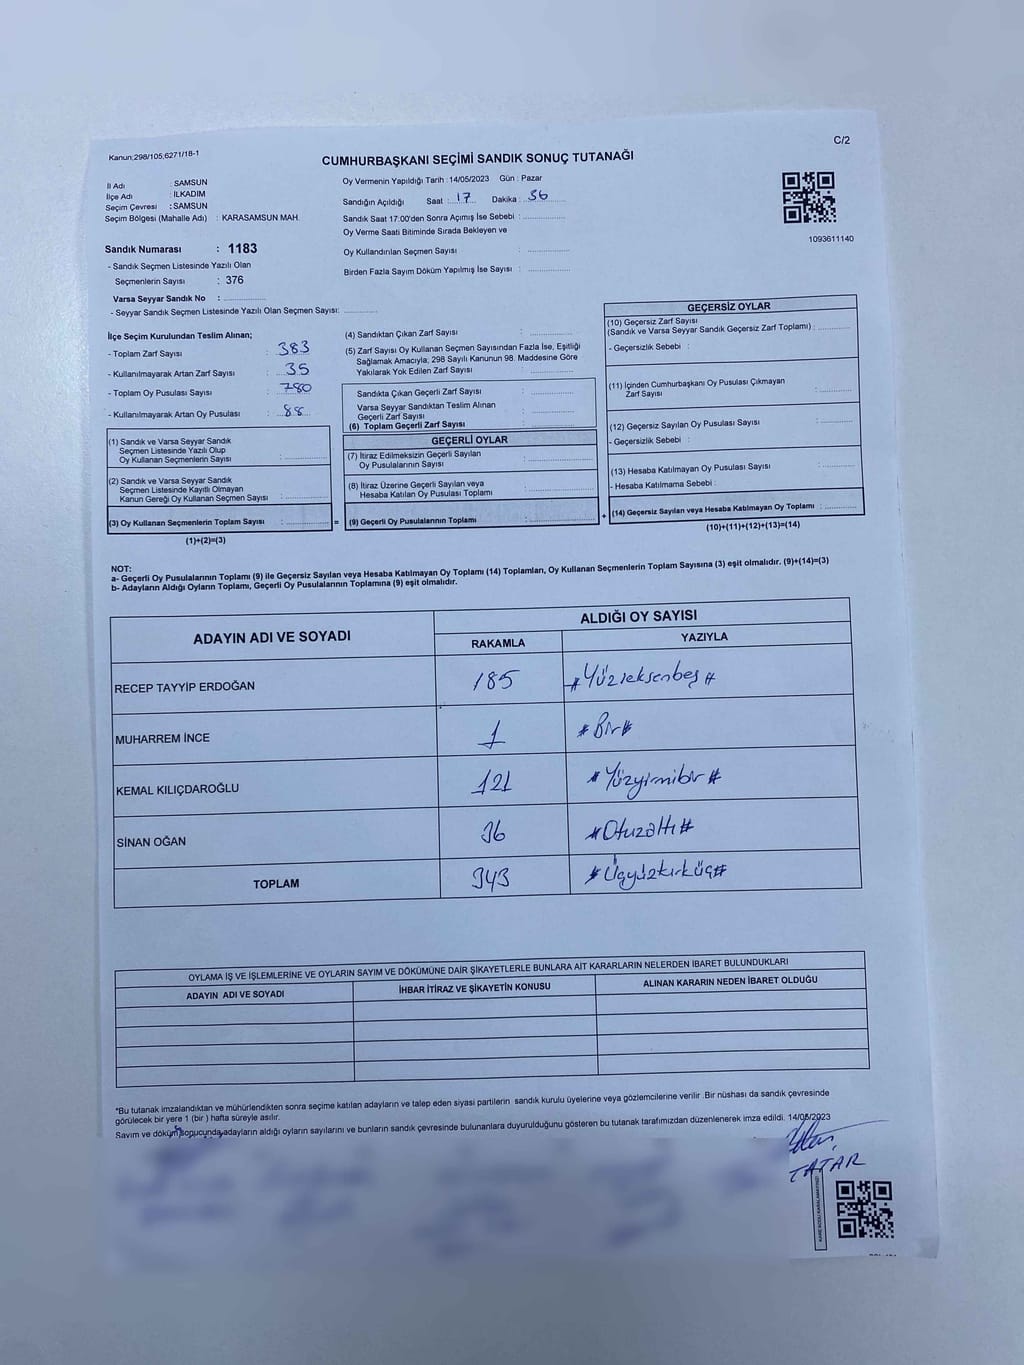 C/2
Kanun;298/105;6271/18-1
CUMHURBAŞKANI SEÇİMİ SANDIK SONUÇ TUTANAĞI
İl Adı : SAMSUN
İlçe Adı : İLKADIM
Seçim Çevresi : SAMSUN
Seçim Bölgesi (Mahalle Adı) : KARASAMSUN MAH.
Oy Vermenin Yapıldığı Tarih : 14/05/2023 Gün : Pazar
Sandığın Açıldığı Saat : 17 Dakika : 36
Sandık Saat 17:00'den Sonra Açımış İse Sebebi :
Oy Verme Saati Bitiminde Sırada Bekleyen ve
Oy Kullandırılan Seçmen Sayısı :
Birden Fazla Sayım Döküm Yapılmış İse Sayısı :
1093611140
Sandık Numarası : 1183
- Sandık Seçmen Listesinde Yazılı Olan
Seçmenlerin Sayısı : 376
Varsa Seyyar Sandık No :
- Seyyar Sandık Seçmen Listesinde Yazılı Olan Seçmen Sayısı:
İlçe Seçim Kurulundan Teslim Alınan;
- Toplam Zarf Sayısı : 383
- Kullanılmayarak Artan Zarf Sayısı : 35
- Toplam Oy Pusulası Sayısı : 780
- Kullanılmayarak Artan Oy Pusulası : 88
(1) Sandık ve Varsa Seyyar Sandık
Seçmen Listesinde Yazılı Olup
Oy Kullanan Seçmenlerin Sayısı :
(2) Sandık ve Varsa Seyyar Sandık
Seçmen Listesinde Kayıtlı Olmayan
Kanun Gereği Oy Kullanan Seçmen Sayısı :
(3) Oy Kullanan Seçmenlerin Toplam Sayısı : =
(1)+(2)=(3)
(4) Sandıktan Çıkan Zarf Sayısı :
(5) Zarf Sayısı Oy Kullanan Seçmen Sayısından Fazla İse, Eşitliği
Sağlamak Amacıyla, 298 Sayılı Kanunun 98. Maddesine Göre
Yakılarak Yok Edilen Zarf Sayısı :
Sandıkta Çıkan Geçerli Zarf Sayısı :
Varsa Seyyar Sandıktan Teslim Alınan
Geçerli Zarf Sayısı :
(6) Toplam Geçerli Zarf Sayısı :
GEÇERLİ OYLAR
(7) İtiraz Edilmeksizin Geçerli Sayılan
Oy Pusulalarının Sayısı :
(8) İtiraz Üzerine Geçerli Sayılan veya
Hesaba Katılan Oy Pusulası Toplamı :
(9) Geçerli Oy Pusulalarının Toplamı : +
GEÇERSİZ OYLAR
(10) Geçersiz Zarf Sayısı
(Sandık ve Varsa Seyyar Sandık Geçersiz Zarf Toplamı) :
- Geçersizlik Sebebi :
(11) İçinden Cumhurbaşkanı Oy Pusulası Çıkmayan
Zarf Sayısı :
(12) Geçersiz Sayılan Oy Pusulası Sayısı :
- Geçersizlik Sebebi :
(13) Hesaba Katılmayan Oy Pusulası Sayısı :
- Hesaba Katılmama Sebebi :
(14) Geçersiz Sayılan veya Hesaba Katılmayan Oy Toplamı :
(10)+(11)+(12)+(13)=(14)
NOT:
a- Geçerli Oy Pusulalarının Toplamı (9) ile Geçersiz Sayılan veya Hesaba Katılmayan Oy Toplamı (14) Toplamları, Oy Kullanan Seçmenlerin Toplam Sayısına (3) eşit olmalıdır. (9)+(14)=(3)
b- Adayların Aldığı Oyların Toplamı, Geçerli Oy Pusulalarının Toplamına (9) eşit olmalıdır.
ADAYIN ADI VE SOYADI ALDIĞI OY SAYISI
RAKAMLA YAZIYLA
RECEP TAYYİP ERDOĞAN 185 #Yüzseksenbeş#
MUHARREM İNCE 1 #Bir#
KEMAL KILIÇDAROĞLU 121 #Yüzyirmibir#
SİNAN OĞAN 36 #Otuzaltı#
TOPLAM 343 #Üçyüzkırküç#
OYLAMA İŞ VE İŞLEMLERİNE VE OYLARIN SAYIM VE DÖKÜMÜNE DAİR ŞİKAYETLERLE BUNLARA AİT KARARLARIN NELERDEN İBARET BULUNDUKLARI
ADAYIN ADI VE SOYADI İHBAR İTİRAZ VE ŞİKAYETİN KONUSU ALINAN KARARIN NEDEN İBARET OLDUĞU
*Bu tutanak imzalandıktan ve mühürlendikten sonra seçime katılan adayların ve talep eden siyasi partilerin sandık kurulu üyelerine veya gözlemcilerine verilir .Bir nüshası da sandık çevresinde
görülecek bir yere 1 (bir ) hafta süreyle asılır.
Sayım ve döküm sonucunda adayların aldığı oyların sayılarını ve bunların sandık çevresinde bulunanlara duyurulduğunu gösteren bu tutanak tarafımızdan düzenlenerek imza edildi. 14/05/2023
TATAR